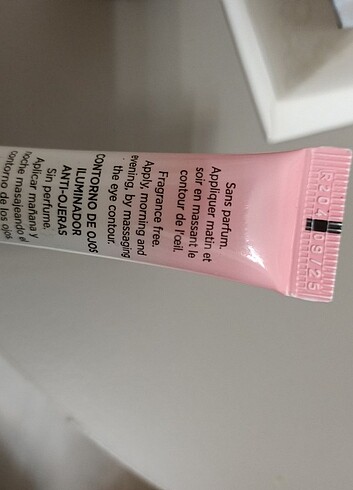 09/25
Sans parfum.
Appliquer matin et
soir en massant le
contour de l'œil.
Fragrance free.
Apply, morning and
evening, by massaging
the eye contour.
CONTORNO DE OJOS
ILUMINADOR
ANTI-OJERAS
Sin perfume.
Aplicar mañana y
noche masajeando el
contorno de los ojos